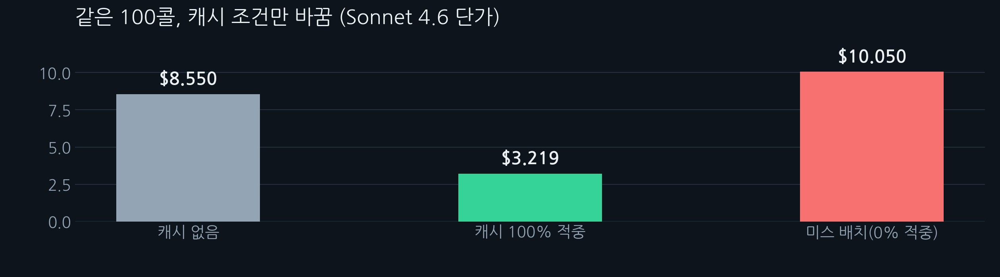 같은 100콜, 캐시 조건만 바꿈 (Sonnet 4.6 단가)
$10.050
10.0
$8.550
7.5
5.0
$3.219
2.5
0.0
캐시 없음
캐시 100% 적중
미스 배치(0% 적중)